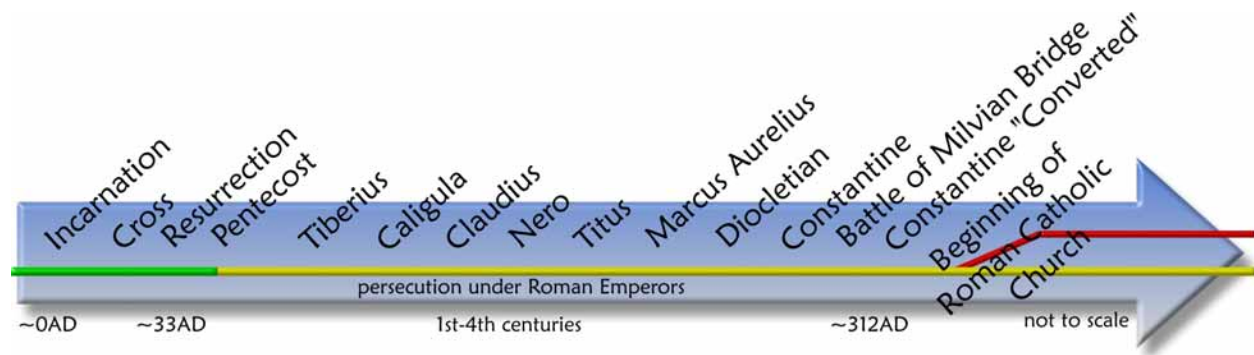 Incarnation
Cross
Resurrection
Pentecost
Tiberius
Caligula
Claudius
Nero
Titus
Marcus Aurelius
Diocletian
Constantine
Battle of Milvian Bridge
Constantine "Converted"
Beginning of
Roman Catholic
Church
persecution under Roman Emperors
~0AD
~33AD
1st-4th centuries
~312AD
not to scale